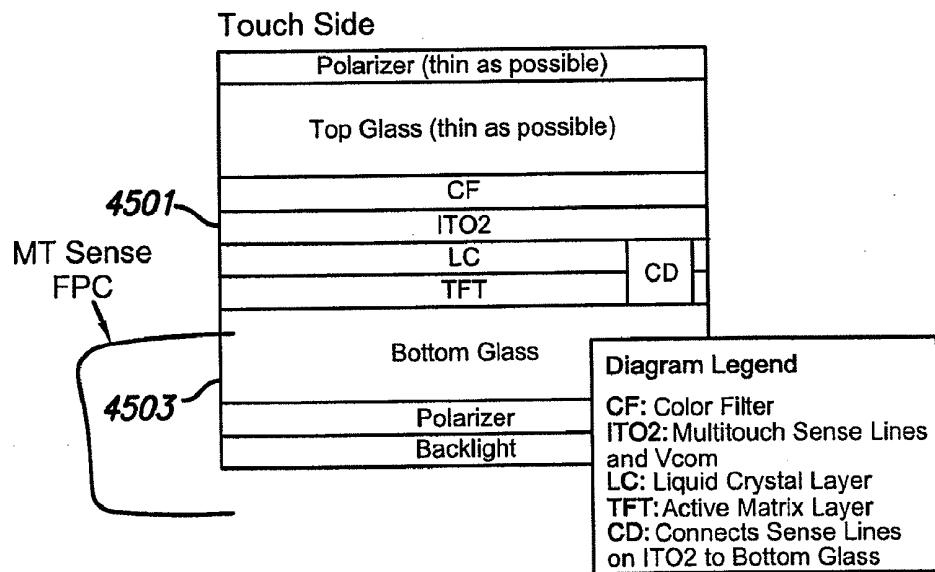 Touch Side
Polarizer (thin as possible)
Top Glass (thin as possible)
CF
4501
ITO2
MT Sense
FPC
LC
CD
TFT
Bottom Glass
4503
Polarizer
Backlight
Diagram Legend
CF: Color Filter
ITO2: Multitouch Sense Lines
and Vcom
LC: Liquid Crystal Layer
TFT: Active Matrix Layer
CD: Connects Sense Lines
on ITO2 to Bottom Glass